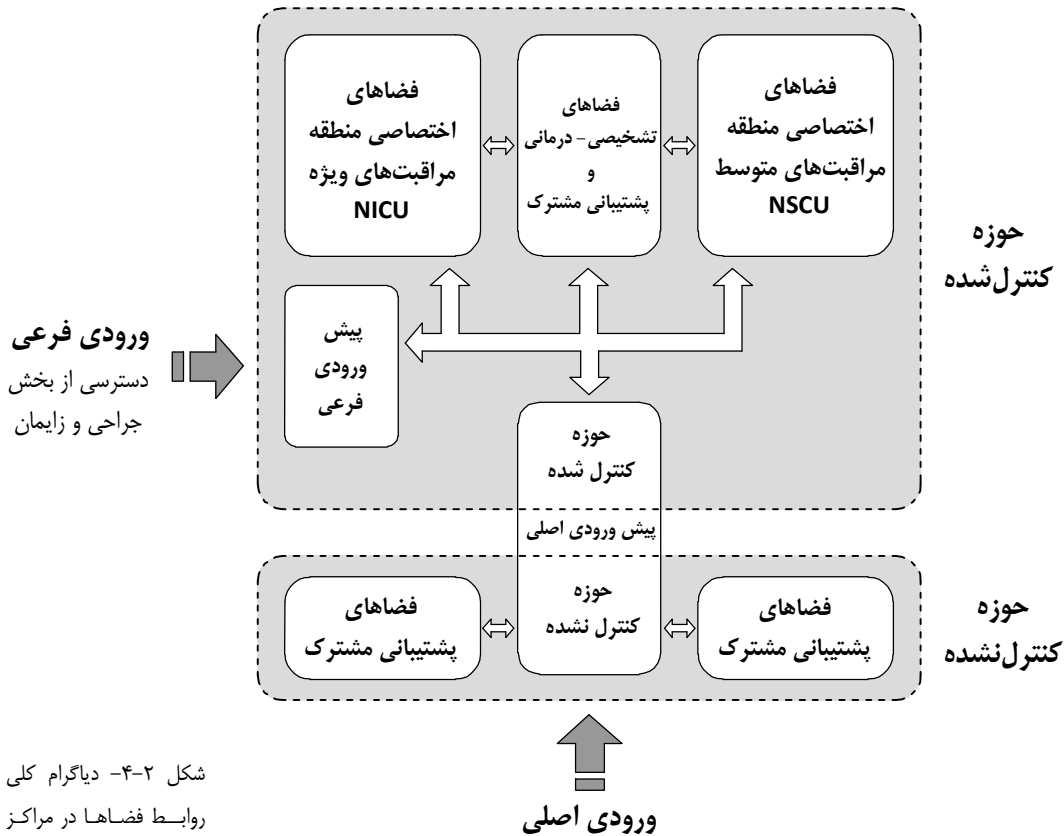 فضاهای
اختصاصی منطقه
مراقبت‌های متوسط
NSCU
فضاهای
تشخیصی- درمانی
و
پشتیبانی مشترک
فضاهای
اختصاصی منطقه
مراقبت‌های ویژه
NICU
حوزه
کنترل‌شده
پیش
ورودی
فرعی
ورودی فرعی
دسترسی از بخش
جراحی و زایمان
حوزه
کنترل شده
پیش ورودی اصلی
حوزه
کنترل نشده
فضاهای
پشتیبانی مشترک
فضاهای
پشتیبانی مشترک
حوزه
کنترل‌نشده
ورودی اصلی
شکل ۲-۴- دیاگرام کلی
روابط فضاها در مراکز